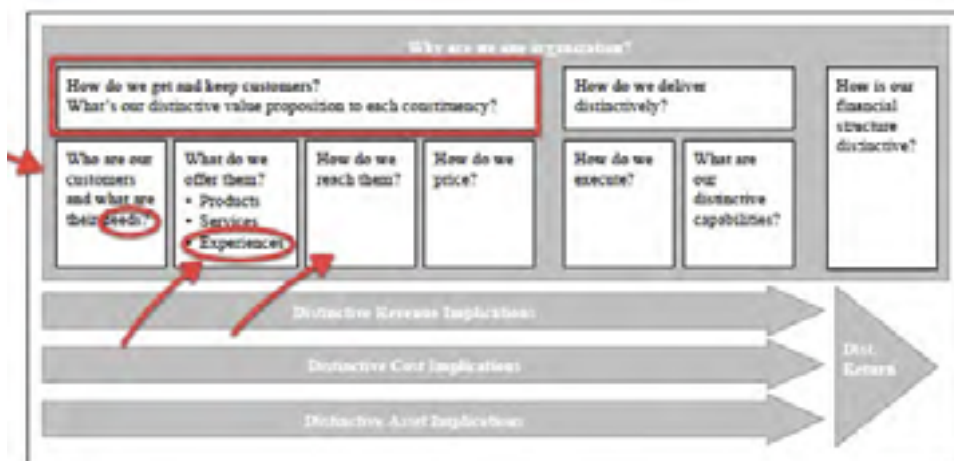 Why are we one organization?
How do we get and keep customers?
What's our distinctive value proposition to each constituency?
How do we deliver
distinctively?
How is our
financial
structure
distinctive?
Who are our
customers
and what are
their needs?
What do we
offer them?
• Products
• Services
• Experiences
How do we
reach them?
How do we
price?
How do we
execute?
What are
our
distinctive
capabilities?
Distinctive Revenue Implications
Distinctive Cost Implications
Distinctive Asset Implications
Dist.
Return